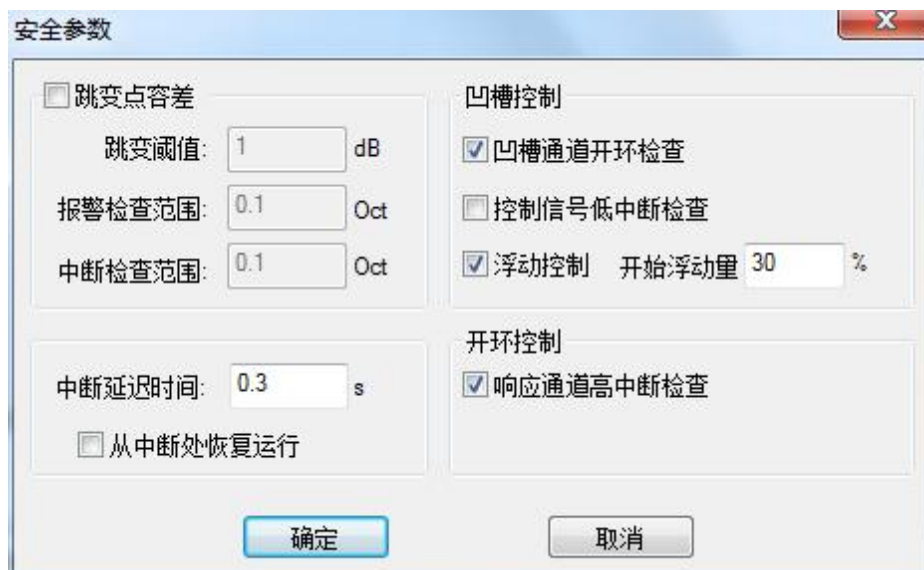 安全参数
跳变点容差
跳变阈值: 1 dB
报警检查范围: 0.1 Oct
中断检查范围: 0.1 Oct
凹槽控制
凹槽通道开环检查
控制信号低中断检查
浮动控制 开始浮动量 30 %
中断延迟时间: 0.3 s
从中断处恢复运行
开环控制
响应通道高中断检查
确定 取消